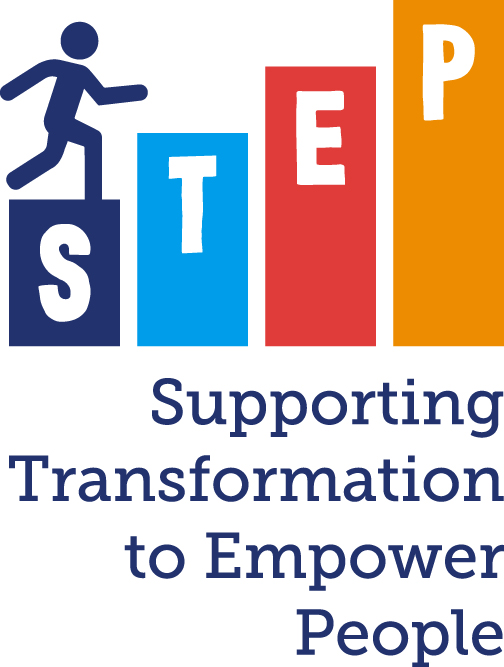 STEP
Supporting
Transformation
to Empower
People